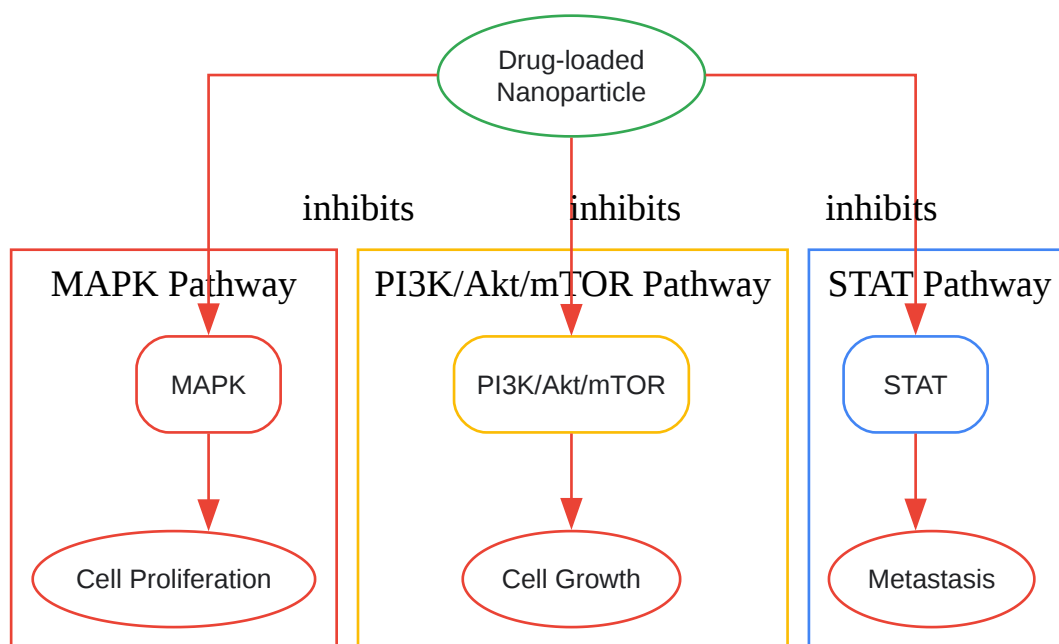 Drug-loaded
Nanoparticle
inhibits
inhibits
inhibits
MAPK Pathway
PI3K/Akt/mTOR Pathway
STAT Pathway
MAPK
PI3K/Akt/mTOR
STAT
Cell Proliferation
Cell Growth
Metastasis